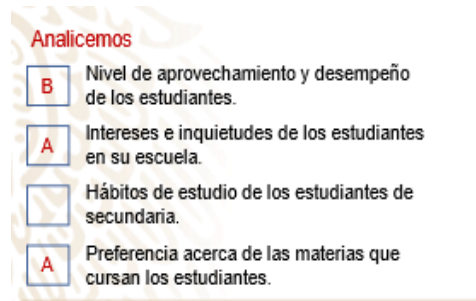 Analicemos
B
Nivel de aprovechamiento y desempeño
de los estudiantes.
A
Intereses e inquietudes de los estudiantes
en su escuela.
Hábitos de estudio de los estudiantes de
secundaria.
A
Preferencia acerca de las materias que
cursan los estudiantes.